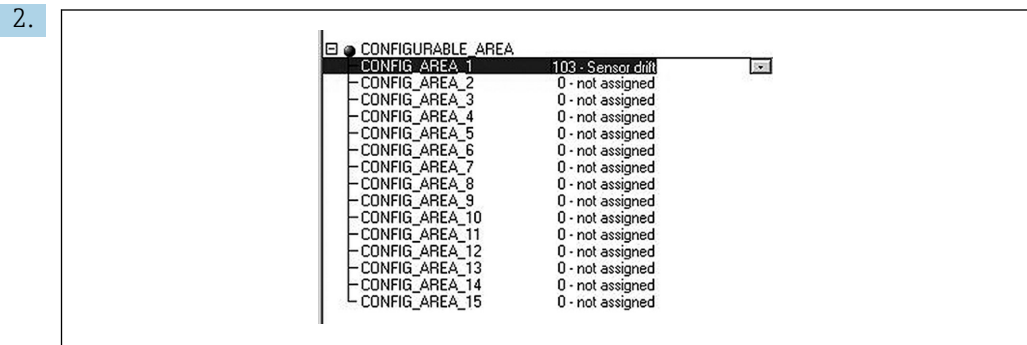 2.
CONFIGURABLE_AREA
CONFIG_AREA_1 103 - Sensor drift
CONFIG_AREA_2 0 - not assigned
CONFIG_AREA_3 0 - not assigned
CONFIG_AREA_4 0 - not assigned
CONFIG_AREA_5 0 - not assigned
CONFIG_AREA_6 0 - not assigned
CONFIG_AREA_7 0 - not assigned
CONFIG_AREA_8 0 - not assigned
CONFIG_AREA_9 0 - not assigned
CONFIG_AREA_10 0 - not assigned
CONFIG_AREA_11 0 - not assigned
CONFIG_AREA_12 0 - not assigned
CONFIG_AREA_13 0 - not assigned
CONFIG_AREA_14 0 - not assigned
CONFIG_AREA_15 0 - not assigned